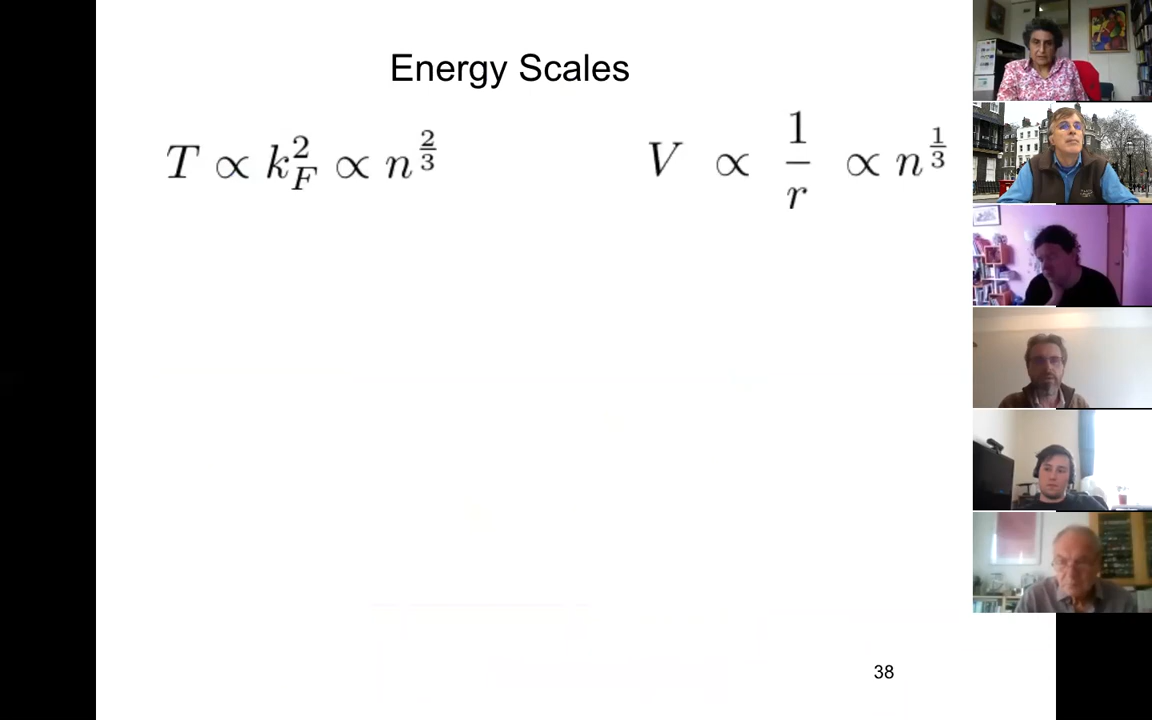 Energy Scales
T ∝ k_F^2 ∝ n^{2/3}
V ∝ 1/r ∝ n^{1/3}
38